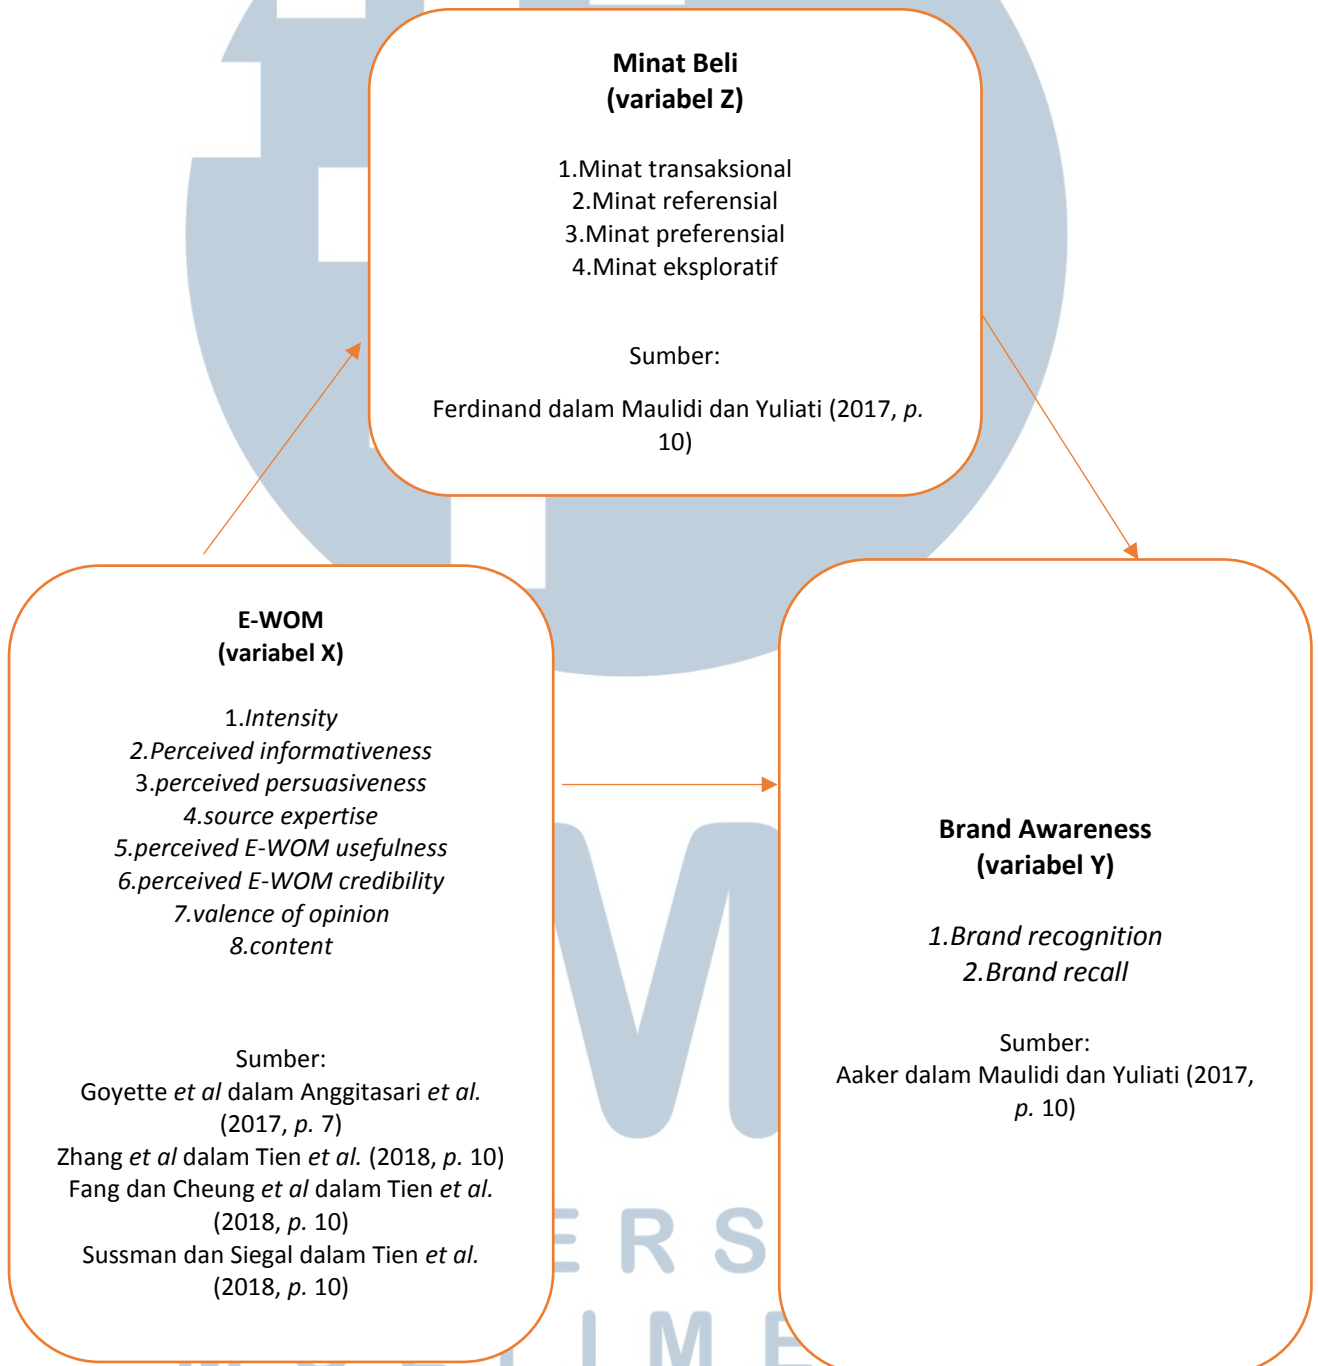 Minat Beli
(variabel Z)
1.Minat transaksional
2.Minat referensial
3.Minat preferensial
4.Minat eksploratif
Sumber:
Ferdinand dalam Maulidi dan Yuliati (2017, p.
10)
E-WOM
(variabel X)
1.Intensity
2.Perceived informativeness
3.perceived persuasiveness
4.source expertise
5.perceived E-WOM usefulness
6.perceived E-WOM credibility
7.valence of opinion
8.content
Sumber:
Goyette et al dalam Anggitasari et al.
(2017, p. 7)
Zhang et al dalam Tien et al. (2018, p. 10)
Fang dan Cheung et al dalam Tien et al.
(2018, p. 10)
Sussman dan Siegal dalam Tien et al.
(2018, p. 10)
Brand Awareness
(variabel Y)
1.Brand recognition
2.Brand recall
Sumber:
Aaker dalam Maulidi dan Yuliati (2017,
p. 10)